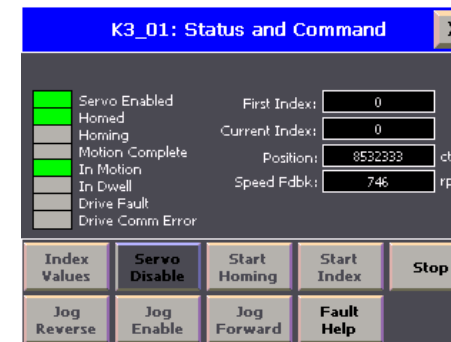 K3_01: Status and Command
Servo Enabled
Homed
Homing
Motion Complete
In Motion
In Dwell
Drive Fault
Drive Comm Error
First Index: 0
Current Index: 0
Position: 8532333
Speed Fdbk: 746
Index Values
Servo Disable
Start Homing
Start Index
Stop
Jog Reverse
Jog Enable
Jog Forward
Fault Help